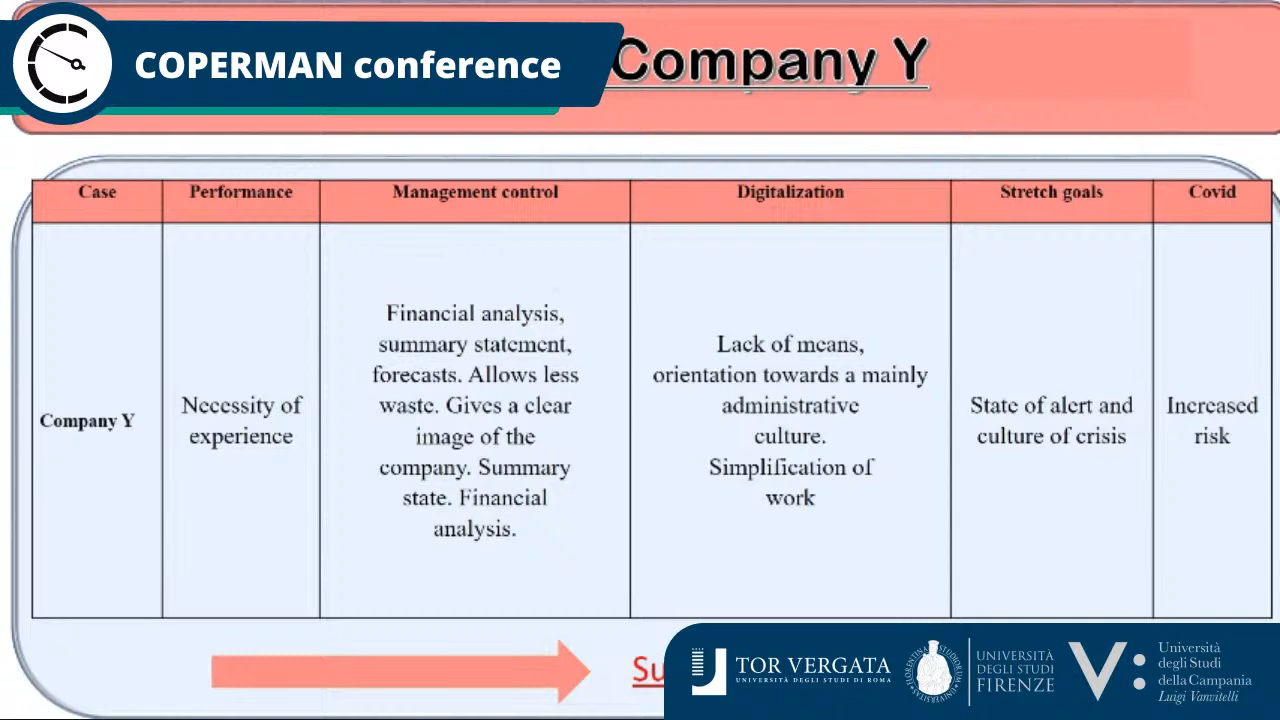 COPERMAN conference
Company Y
Case Performance Management control Digitalization Stretch goals Covid
Company Y
Necessity of
experience
Financial analysis,
summary statement,
forecasts. Allows less
waste. Gives a clear
image of the
company. Summary
state. Financial
analysis.
Lack of means,
orientation towards a mainly
administrative
culture.
Simplification of
work
State of alert and
culture of crisis
Increased
risk
TOR VERGATA
UNIVERSITÀ DEGLI STUDI DI ROMA
FLORENTINA STUDIORUM UNIVERSITAS
UNIVERSITÀ
DEGLI STUDI
FIRENZE
V:
Università
degli Studi
della Campania
Luigi Vanvitelli